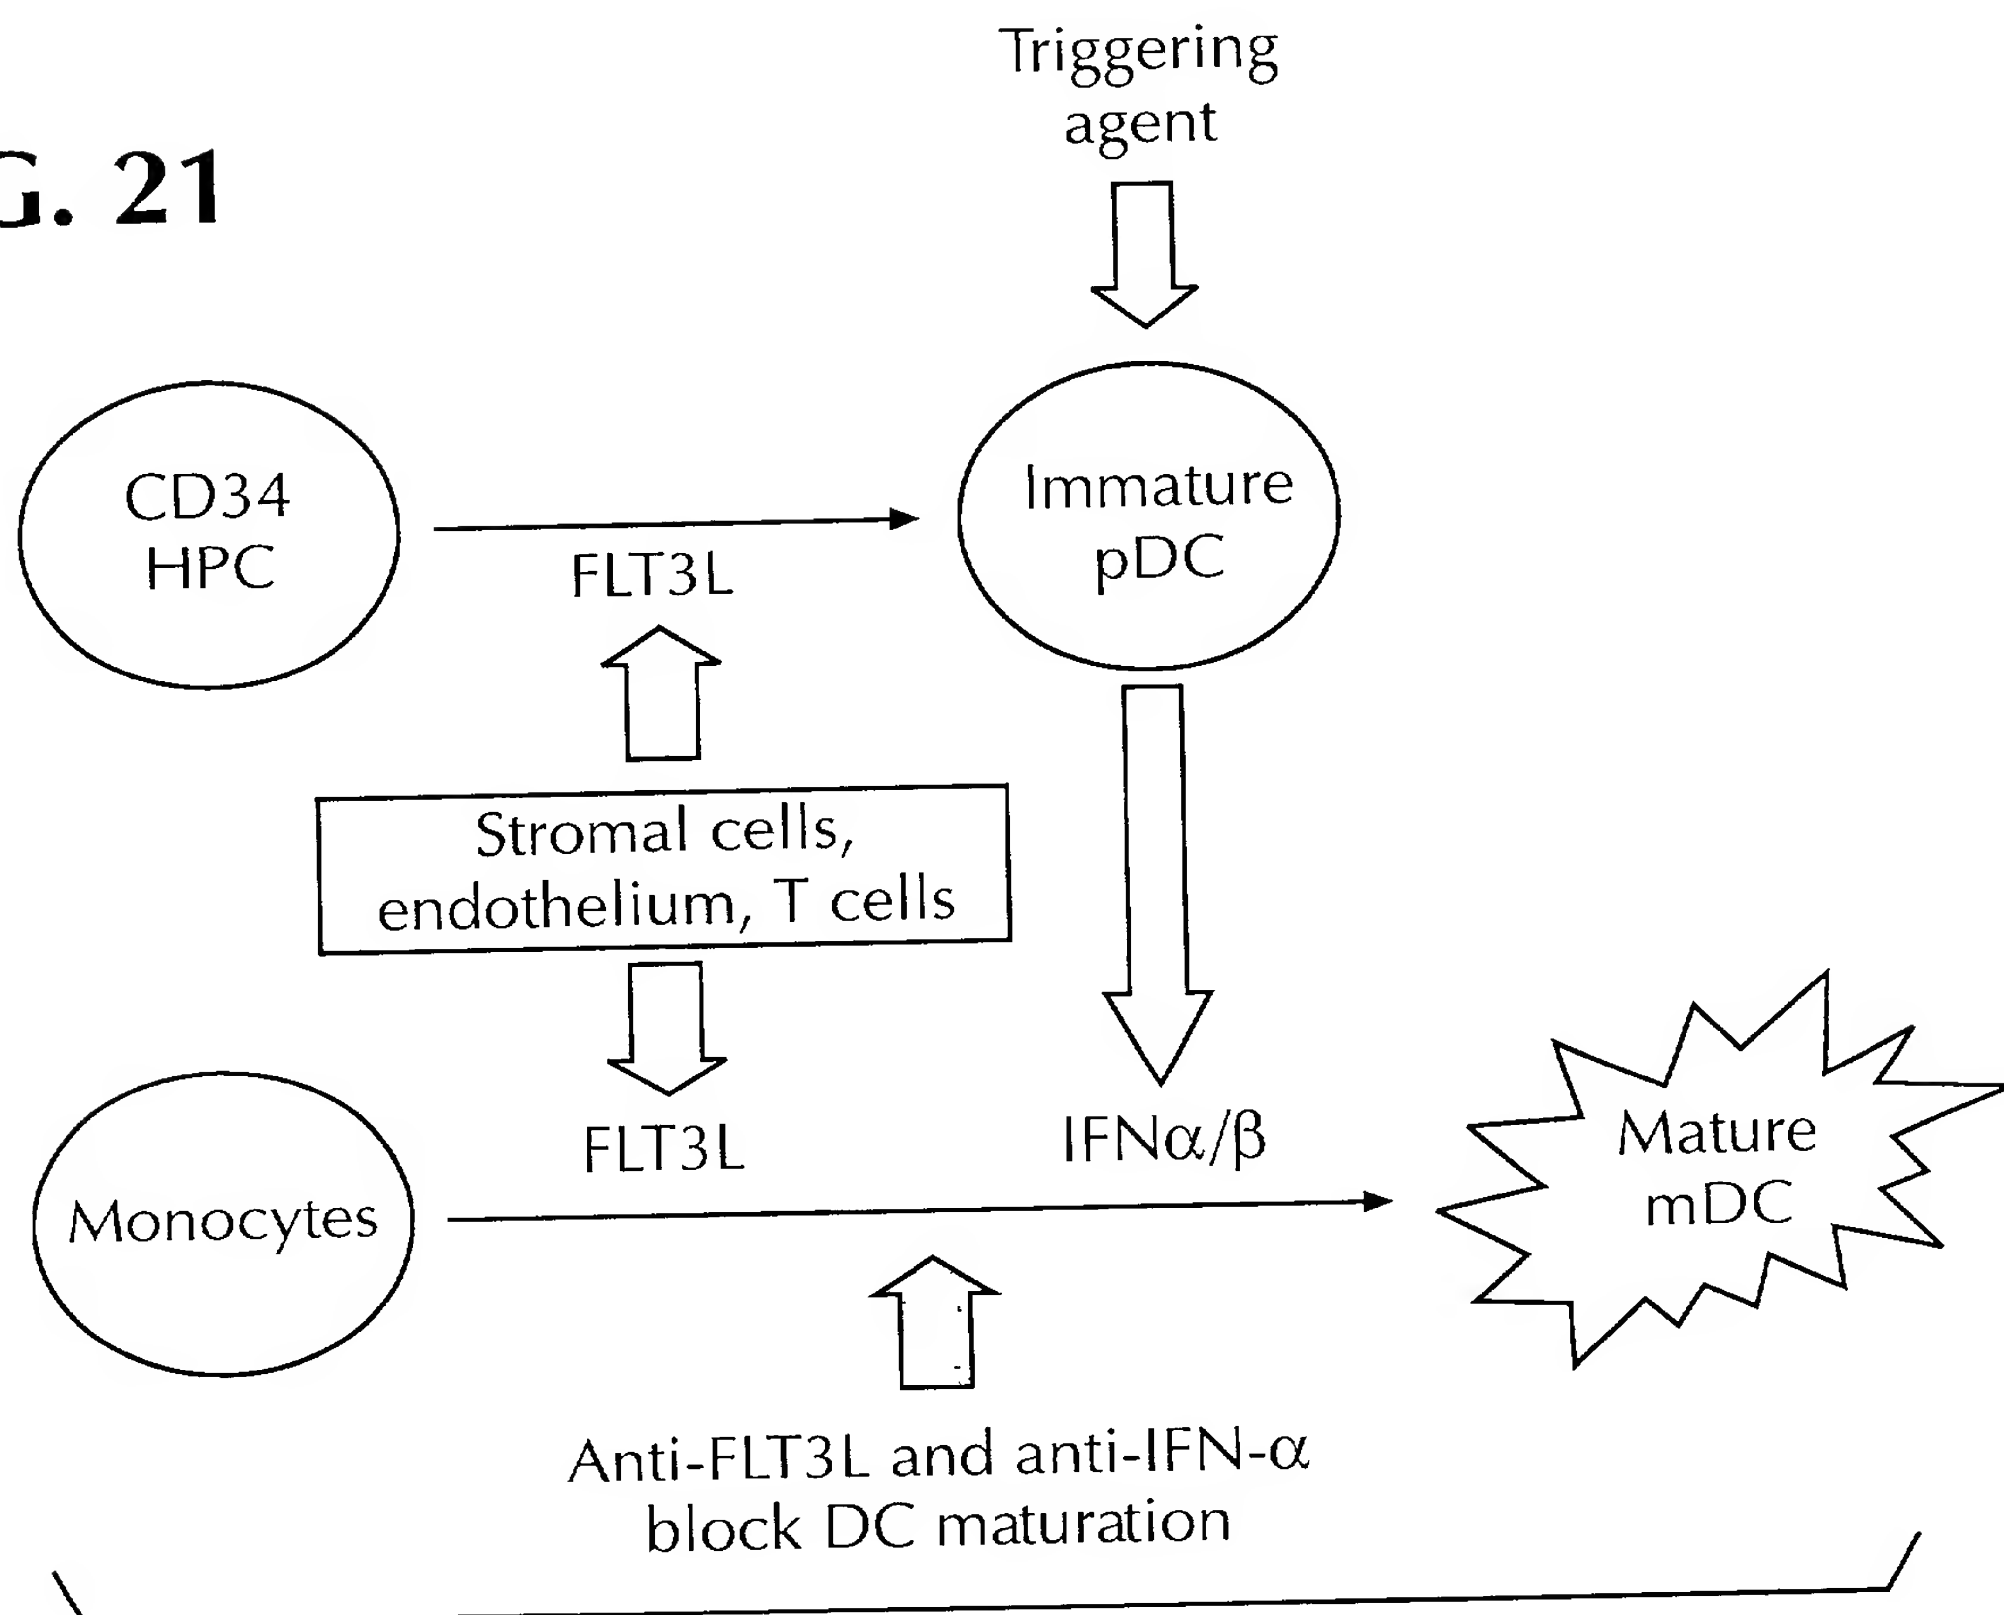 Triggering
agent
G. 21
CD34
HPC
FLT3L
Immature
pDC
Stromal cells,
endothelium, T cells
FLT3L
IFNα/β
Monocytes
Mature
mDC
Anti-FLT3L and anti-IFN-α
block DC maturation